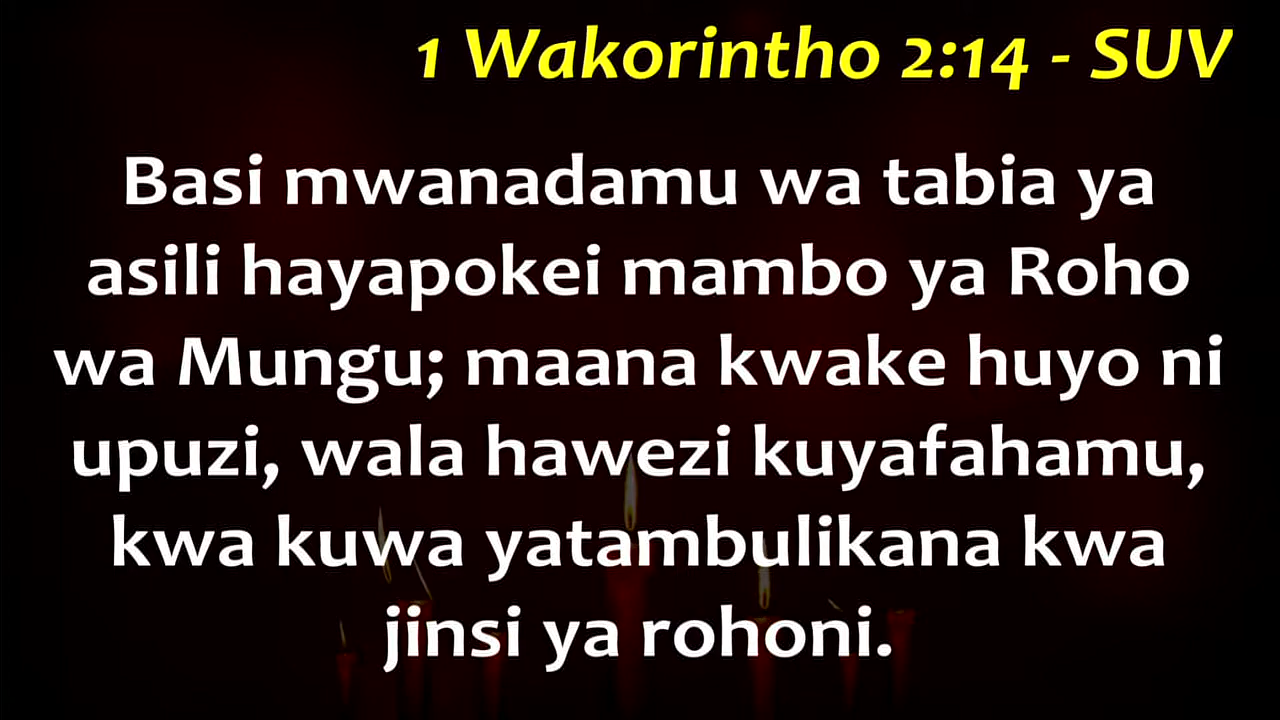 1 Wakorintho 2:14 - SUV
Basi mwanadamu wa tabia ya
asili hayapokei mambo ya Roho
wa Mungu; maana kwake huyo ni
upuzi, wala hawezi kuyafahamu,
kwa kuwa yatambulikana kwa
jinsi ya rohoni.